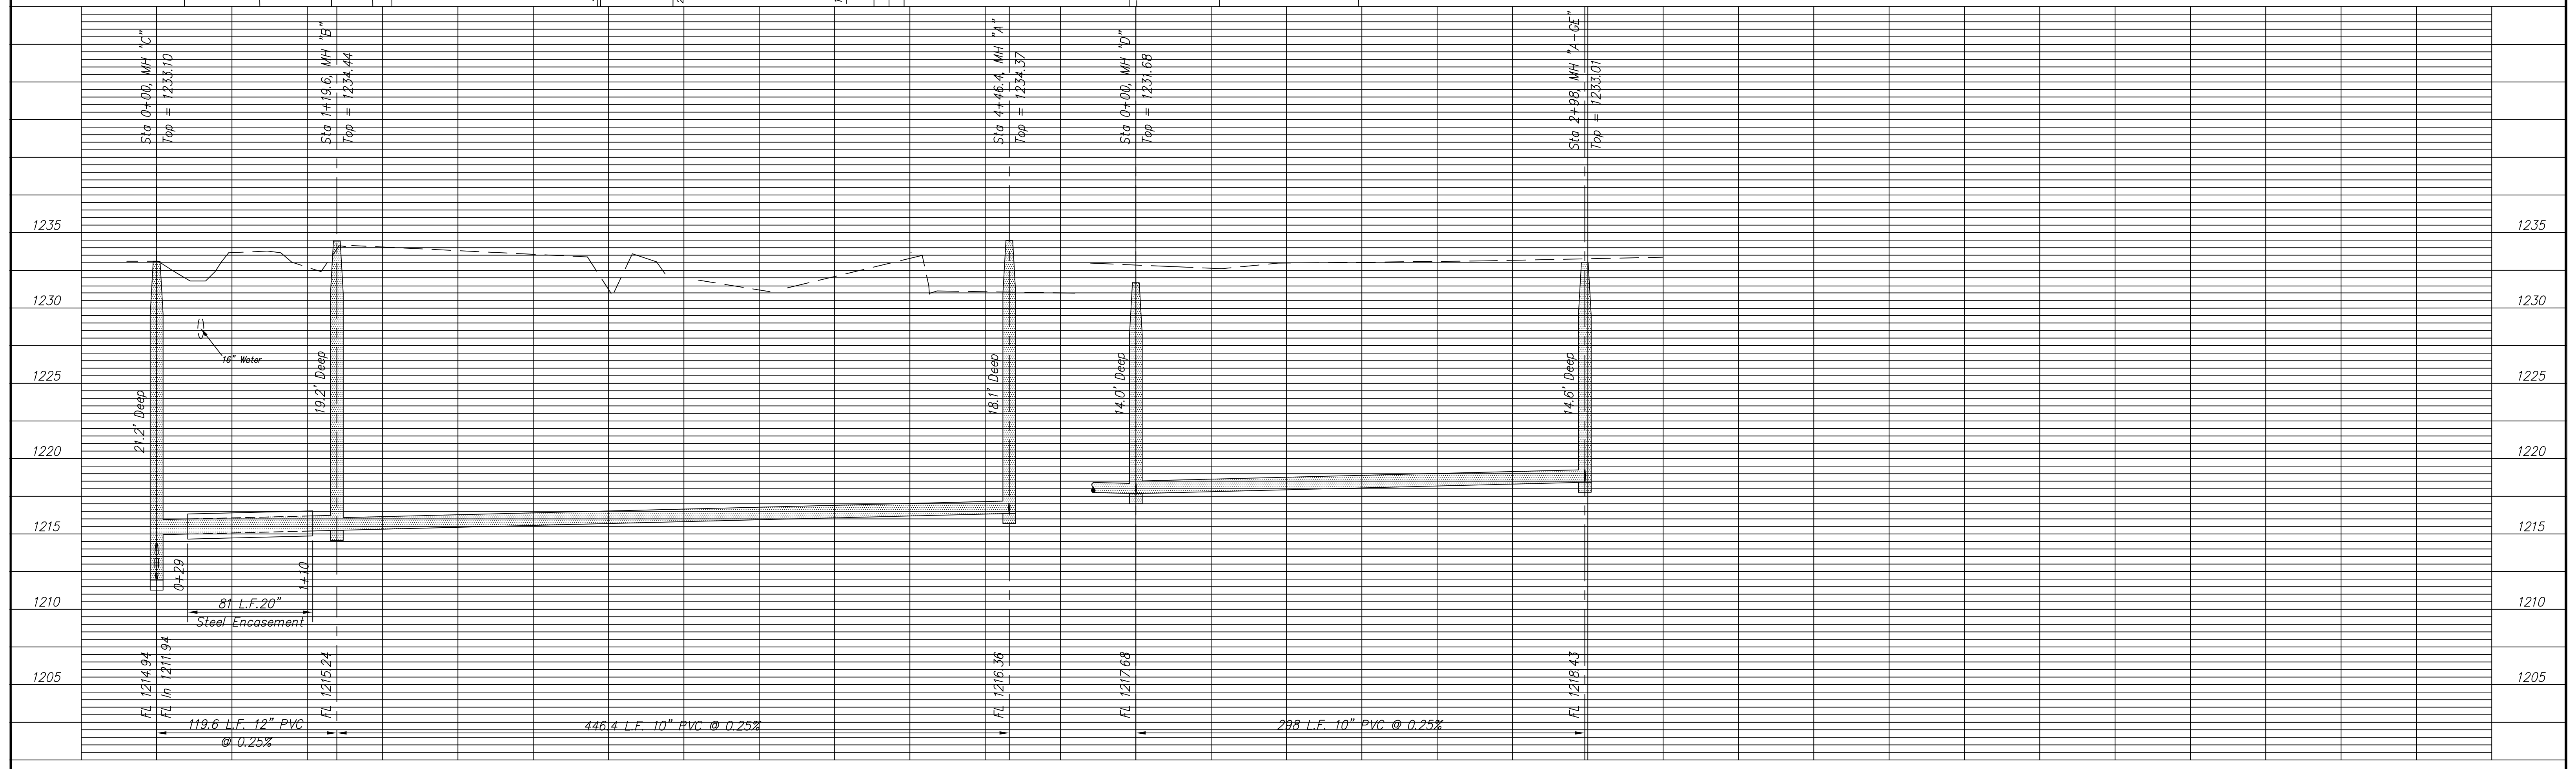 Sta 0+00, MH "C"
Top = 1233.10
Sta 1+19.6, MH "B"
Top = 1234.44
Sta 4+46.4, MH "A"
Top = 1234.37
Sta 0+00, MH "D"
Top = 1231.68
Sta 2+98, MH "A-GE"
Top = 1233.01
1235
1235
1230
1230
16" Water
1225
1225
21.2' Deep
19.2' Deep
18.1' Deep
14.0' Deep
14.6' Deep
1220
1220
1215
1215
0+29
1+10
1210
1210
81 L.F.20"
Steel Encasement
1205
1205
FL 1214.94
FL In 1211.94
FL 1215.24
FL 1216.36
FL 1217.68
FL 1218.43
119.6 L.F. 12" PVC
@ 0.25%
446.4 L.F. 10" PVC @ 0.25%
298 L.F. 10" PVC @ 0.25%